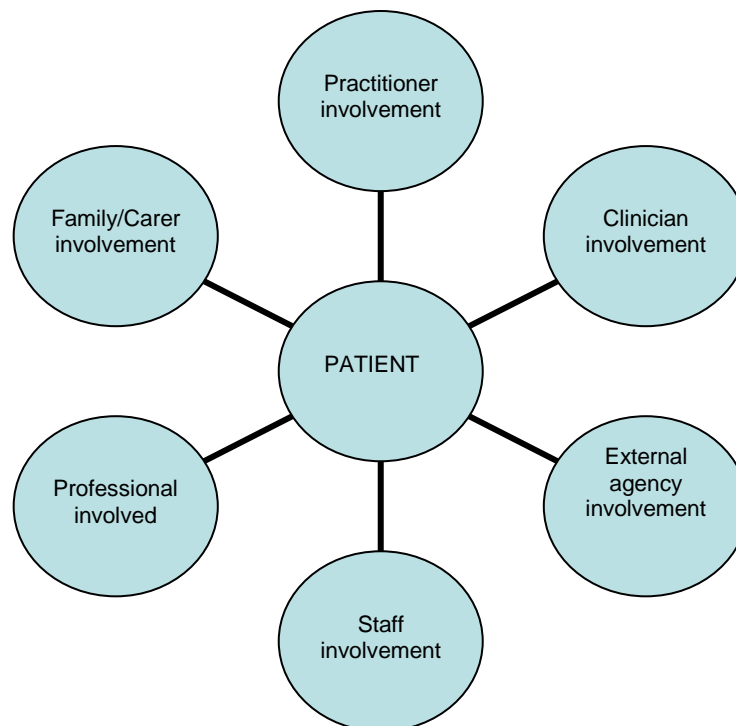 Practitioner
involvement
Family/Carer
involvement
Clinician
involvement
PATIENT
Professional
involved
External
agency
involvement
Staff
involvement